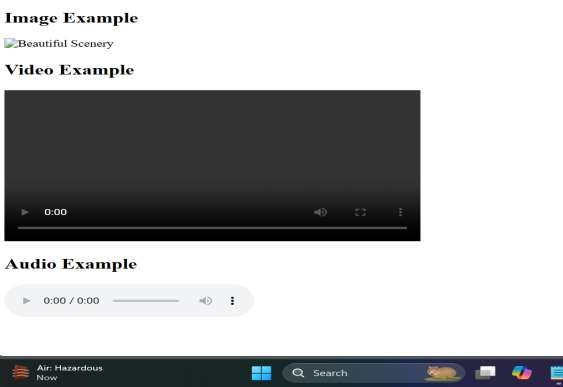 Image Example
Beautiful Scenery
Video Example
0:00
Audio Example
0:00 / 0:00
Air: Hazardous
Now
Search